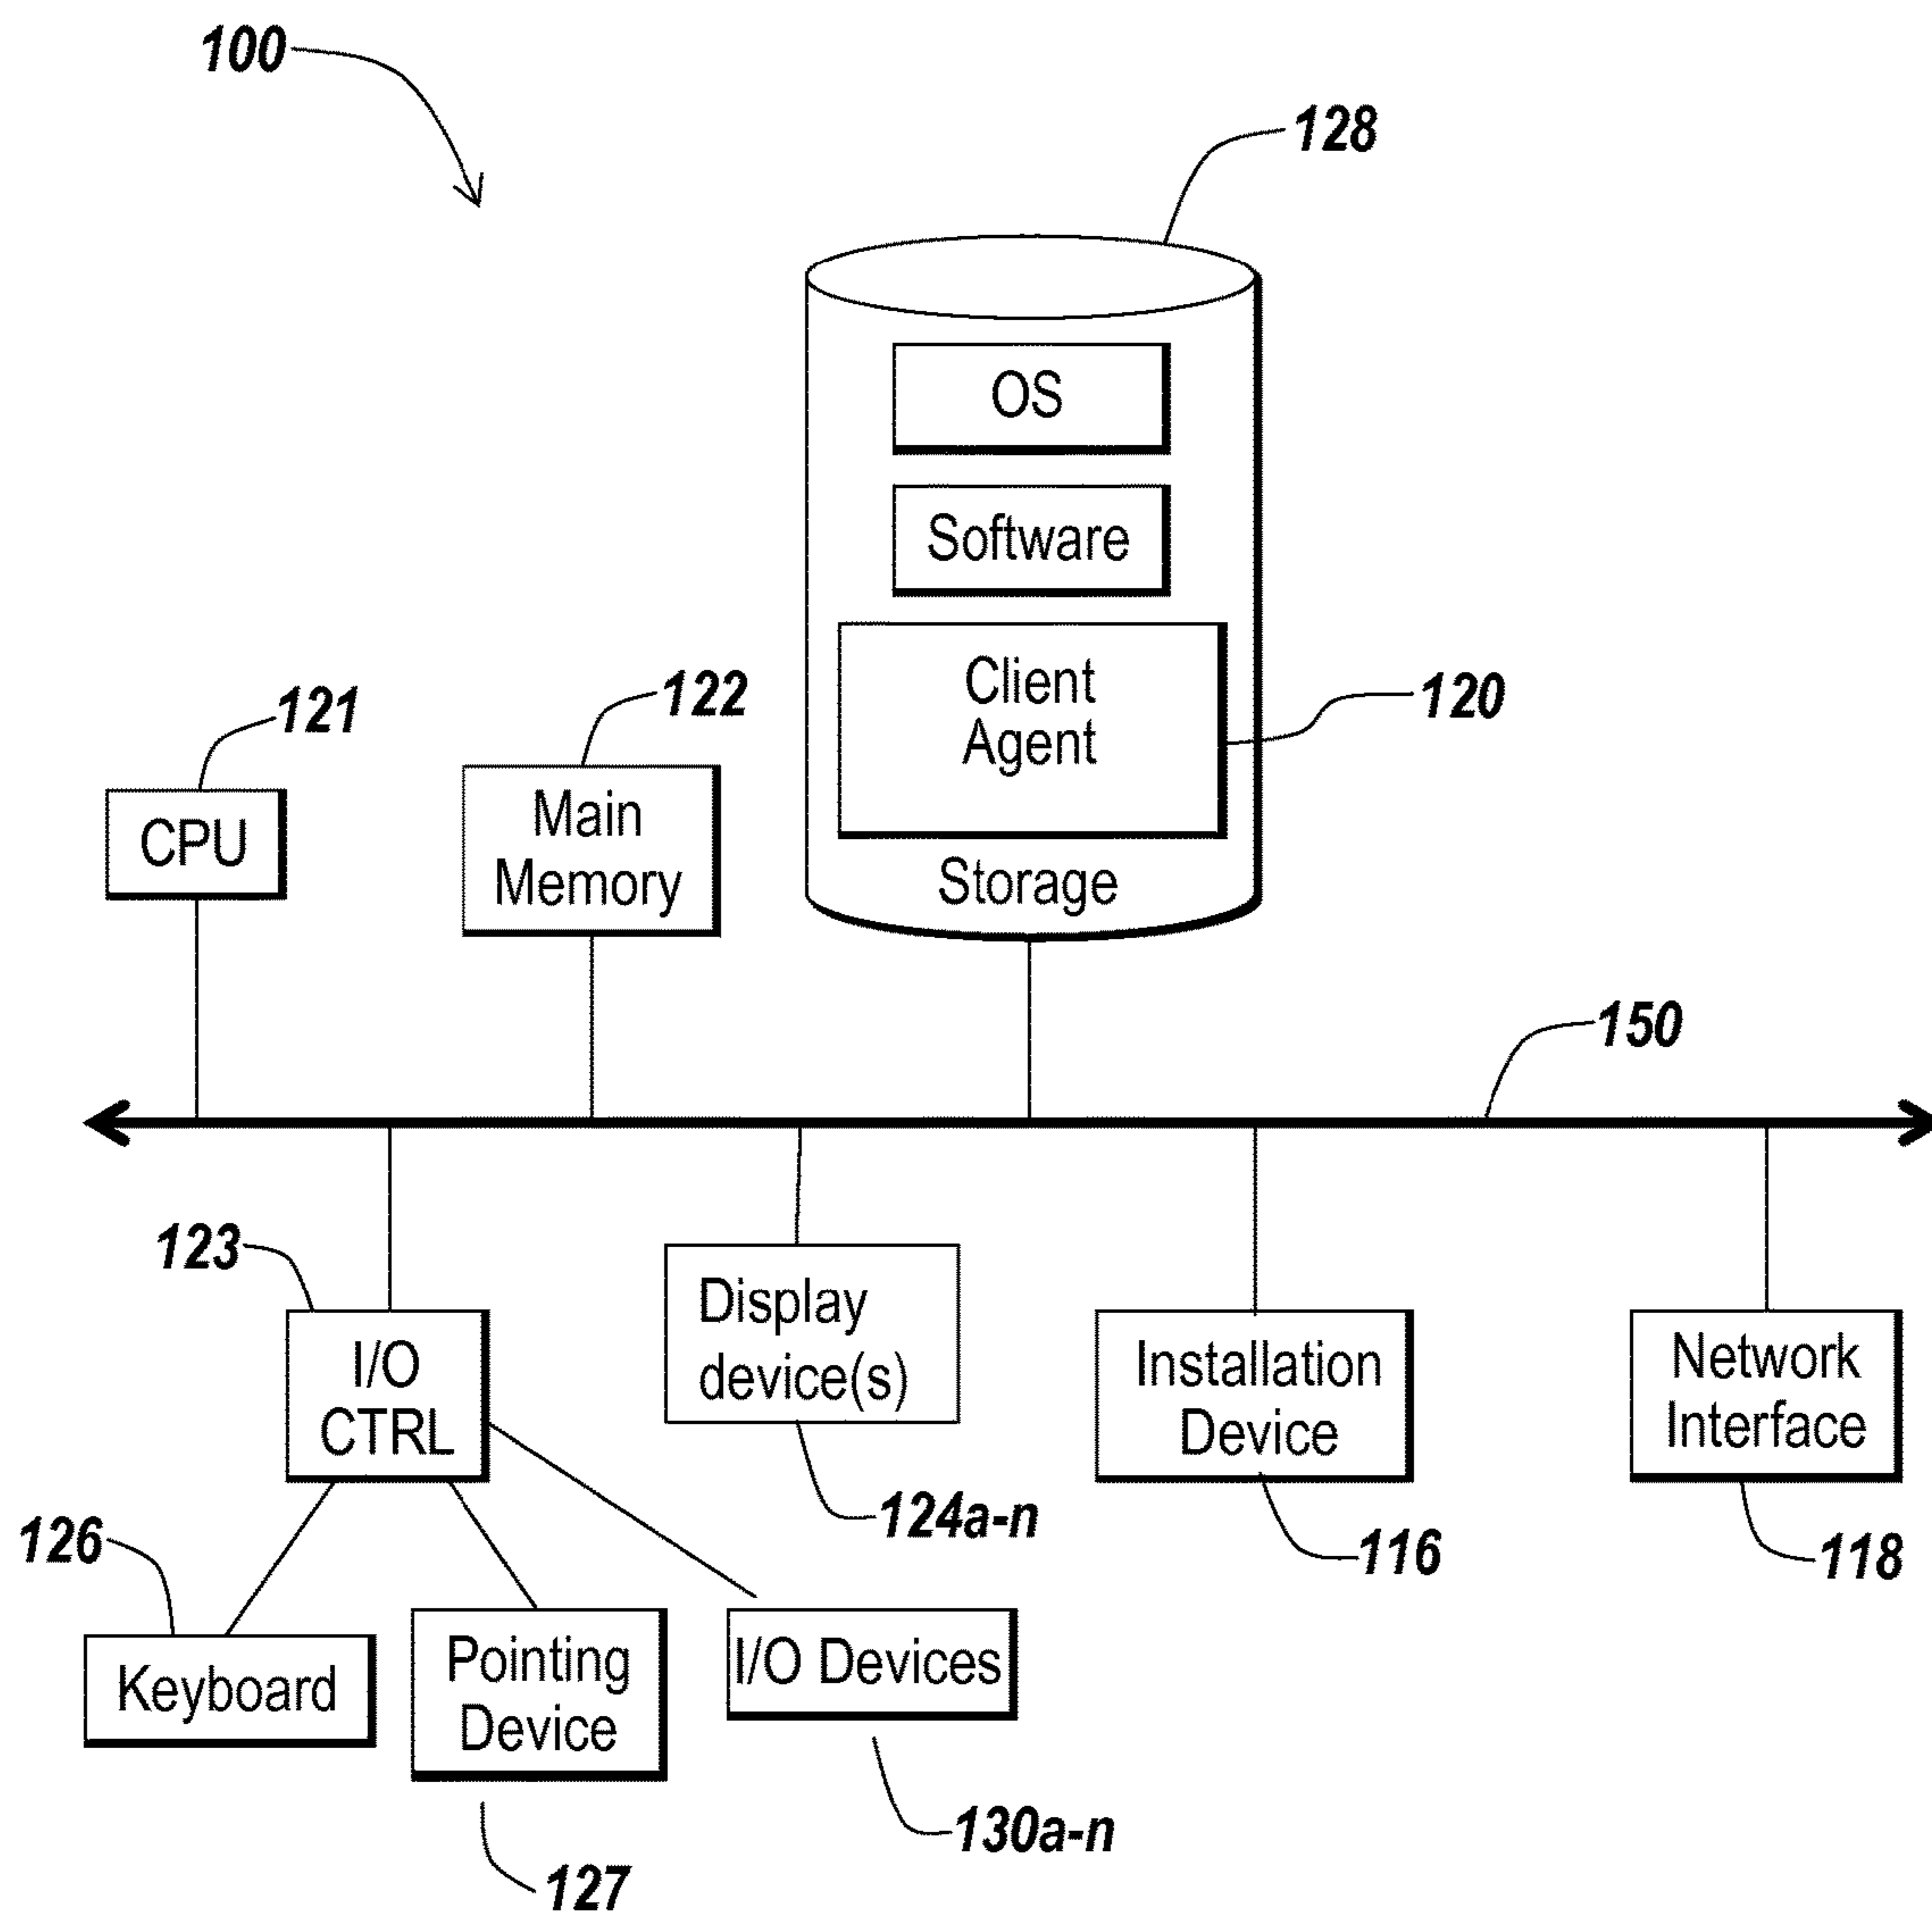 100
128
OS
Software
Client
Agent
120
Storage
121
CPU
122
Main
Memory
150
123
I/O
CTRL
Display
device(s)
124a-n
Installation
Device
116
Network
Interface
118
126
Keyboard
Pointing
Device
127
I/O Devices
130a-n